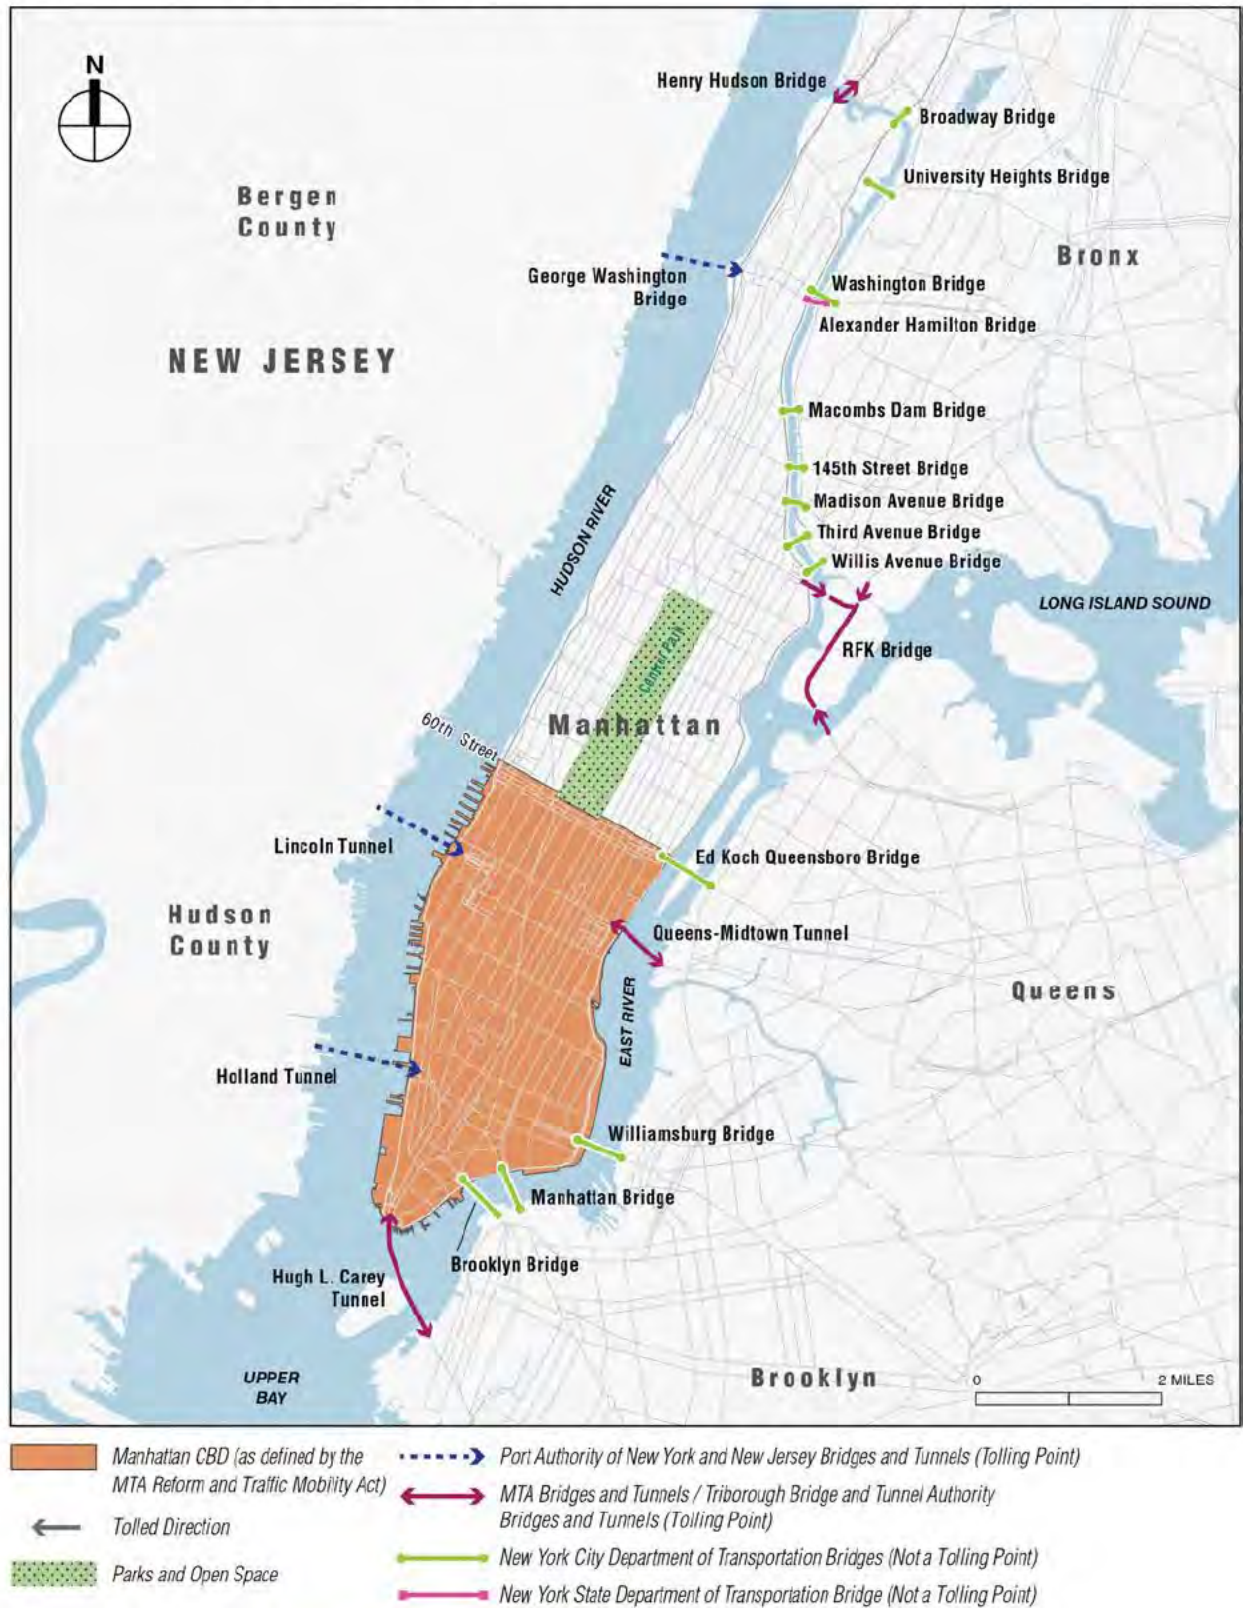 N
Henry Hudson Bridge
Broadway Bridge
University Heights Bridge
Bergen
County
Bronx
George Washington
Bridge
Washington Bridge
Alexander Hamilton Bridge
NEW JERSEY
Macombs Dam Bridge
145th Street Bridge
HUDSON RIVER
Madison Avenue Bridge
Third Avenue Bridge
Willis Avenue Bridge
LONG ISLAND SOUND
RFK Bridge
Central Park
Manhattan
60th Street
Lincoln Tunnel
Ed Koch Queensboro Bridge
Hudson
County
Queens-Midtown Tunnel
Queens
EAST RIVER
Holland Tunnel
Williamsburg Bridge
Manhattan Bridge
Brooklyn Bridge
Hugh L. Carey
Tunnel
UPPER
BAY
Brooklyn
0 2 MILES
Manhattan CBD (as defined by the
MTA Reform and Traffic Mobility Act)
Tolled Direction
Parks and Open Space
Port Authority of New York and New Jersey Bridges and Tunnels (Tolling Point)
MTA Bridges and Tunnels / Triborough Bridge and Tunnel Authority
Bridges and Tunnels (Tolling Point)
New York City Department of Transportation Bridges (Not a Tolling Point)
New York State Department of Transportation Bridge (Not a Tolling Point)